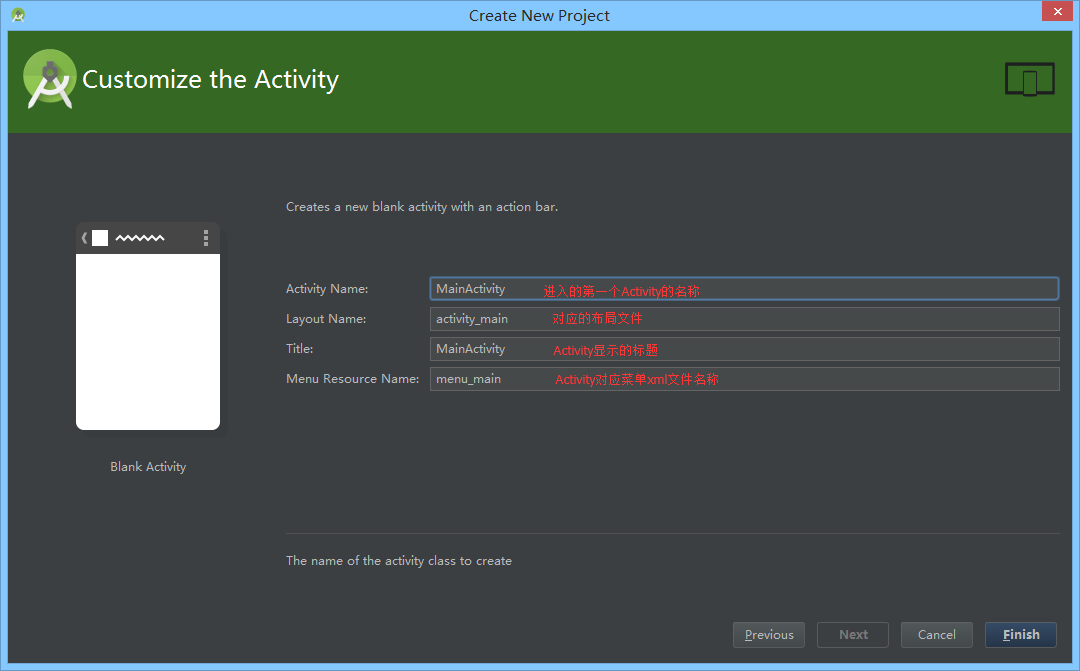 Create New Project
Customize the Activity
Creates a new blank activity with an action bar.
Activity Name: MainActivity 进入的第一个Activity的名称
Layout Name: activity_main 对应的布局文件
Title: MainActivity Activity显示的标题
Menu Resource Name: menu_main Activity对应菜单xml文件名称
Blank Activity
The name of the activity class to create
Previous Next Cancel Finish